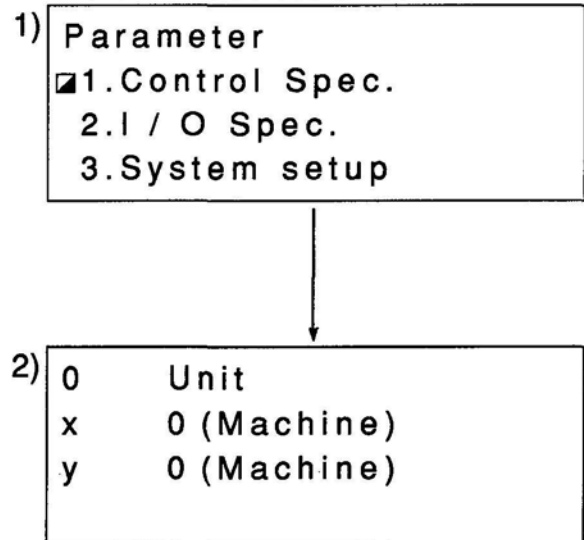 1)
Parameter
1.Control Spec.
2.I / O Spec.
3.System setup
2)
0 Unit
x 0 (Machine)
y 0 (Machine)